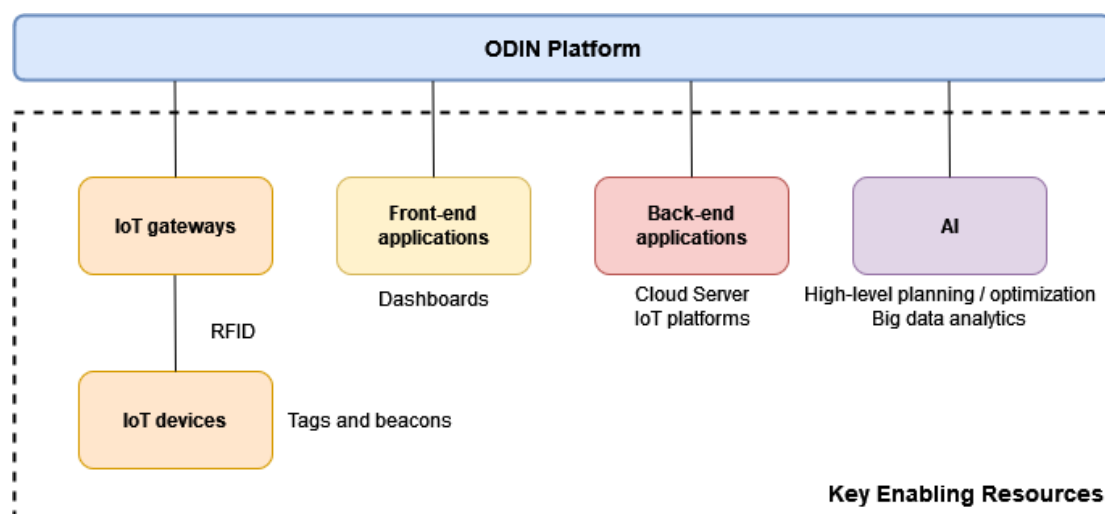 ODIN Platform
IoT gateways
Front-end
applications
Back-end
applications
AI
Dashboards
Cloud Server
IoT platforms
High-level planning / optimization
Big data analytics
RFID
IoT devices
Tags and beacons
Key Enabling Resources